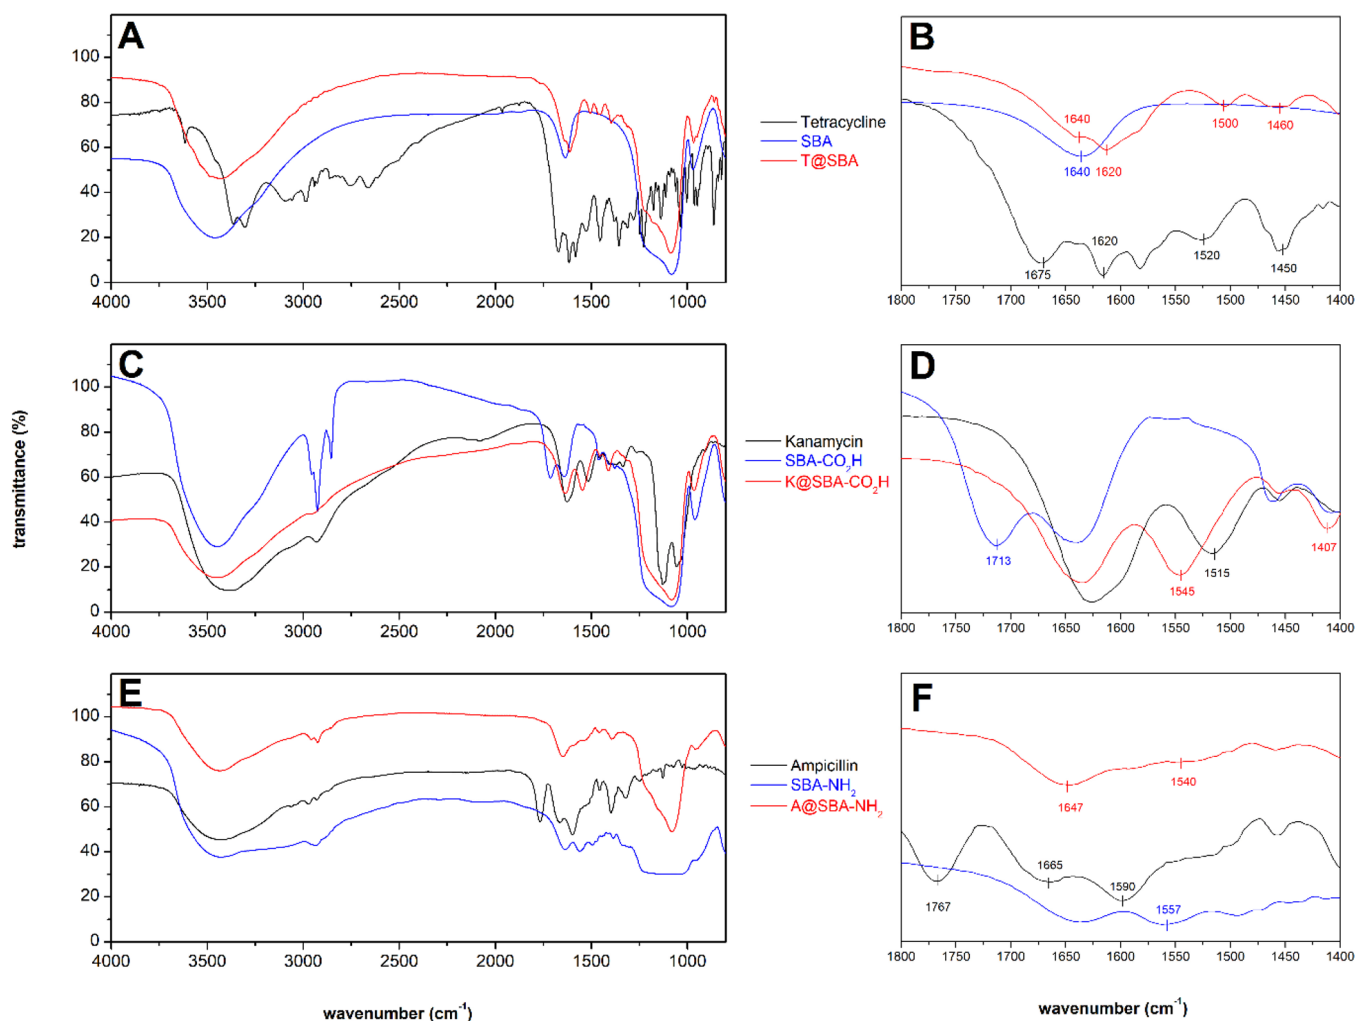 A
100
80
60
40
20
0
4000 3500 3000 2500 2000 1500 1000
Tetracycline
SBA
T@SBA
B
1640
1640
1620
1500
1460
1675
1620
1520
1450
1800 1750 1700 1650 1600 1550 1500 1450 1400
C
100
80
60
40
20
0
4000 3500 3000 2500 2000 1500 1000
transmittance (%)
Kanamycin
SBA-CO₂H
K@SBA-CO₂H
D
1713
1545
1515
1407
1800 1750 1700 1650 1600 1550 1500 1450 1400
E
100
80
60
40
20
0
4000 3500 3000 2500 2000 1500 1000
wavenumber (cm⁻¹)
Ampicillin
SBA-NH₂
A@SBA-NH₂
F
1647
1540
1767
1665
1590
1557
1800 1750 1700 1650 1600 1550 1500 1450 1400
wavenumber (cm⁻¹)